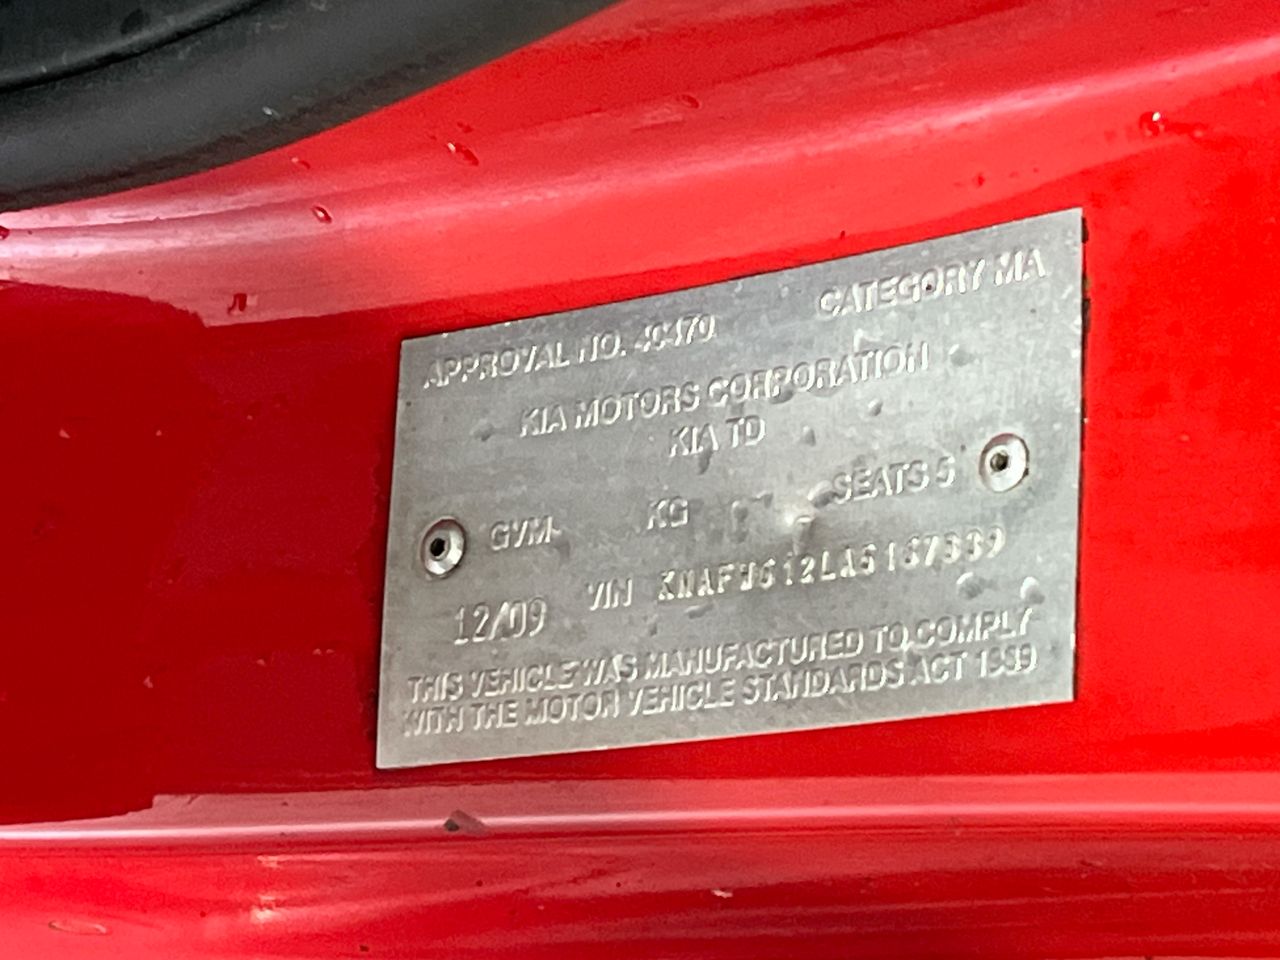 APPROVAL NO. 40470 CATEGORY MA
KIA MOTORS CORPORATION
KIA TD
GVM- KG SEATS 5
12/09 VIN
THIS VEHICLE WAS MANUFACTURED TO COMPLY
WITH THE MOTOR VEHICLE STANDARDS ACT 1989